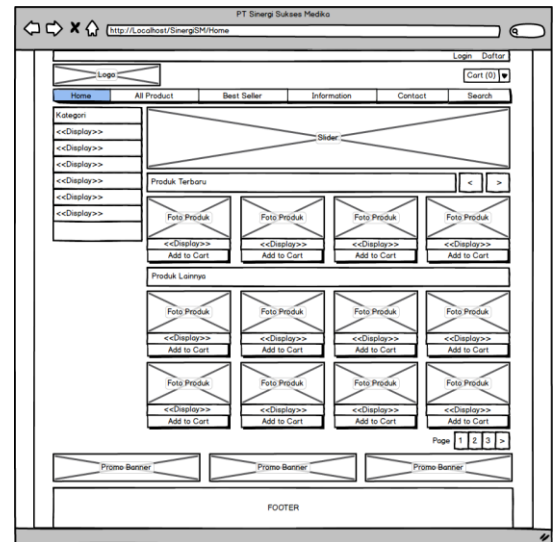 PT Sinergi Sukses Medika
http://Localhost/SinergiSM/Home
Login Daftar
Logo
Cart (0)
Home All Product Best Seller Information Contact Search
Kategori
<<Display>>
<<Display>>
<<Display>>
<<Display>>
<<Display>>
<<Display>>
Slider
Produk Terbaru < >
Foto Produk Foto Produk Foto Produk Foto Produk
<<Display>> <<Display>> <<Display>> <<Display>>
Add to Cart Add to Cart Add to Cart Add to Cart
Produk Lainnya
Foto Produk Foto Produk Foto Produk Foto Produk
<<Display>> <<Display>> <<Display>> <<Display>>
Add to Cart Add to Cart Add to Cart Add to Cart
Foto Produk Foto Produk Foto Produk Foto Produk
<<Display>> <<Display>> <<Display>> <<Display>>
Add to Cart Add to Cart Add to Cart Add to Cart
Page 1 2 3 >
Promo Banner Promo Banner Promo Banner
FOOTER